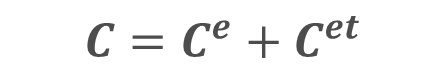 C = C^e + C^et